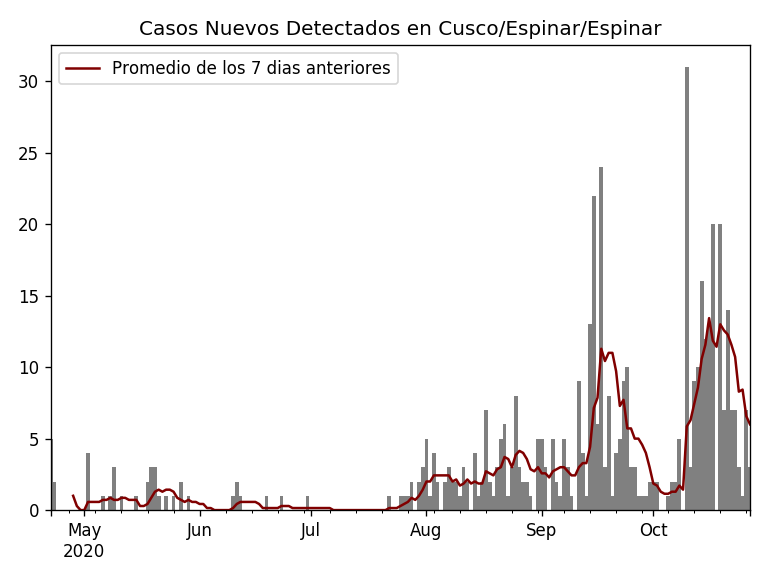 Casos Nuevos Detectados en Cusco/Espinar/Espinar
Promedio de los 7 dias anteriores
30
25
20
15
10
5
0
May Jun Jul Aug Sep Oct
2020